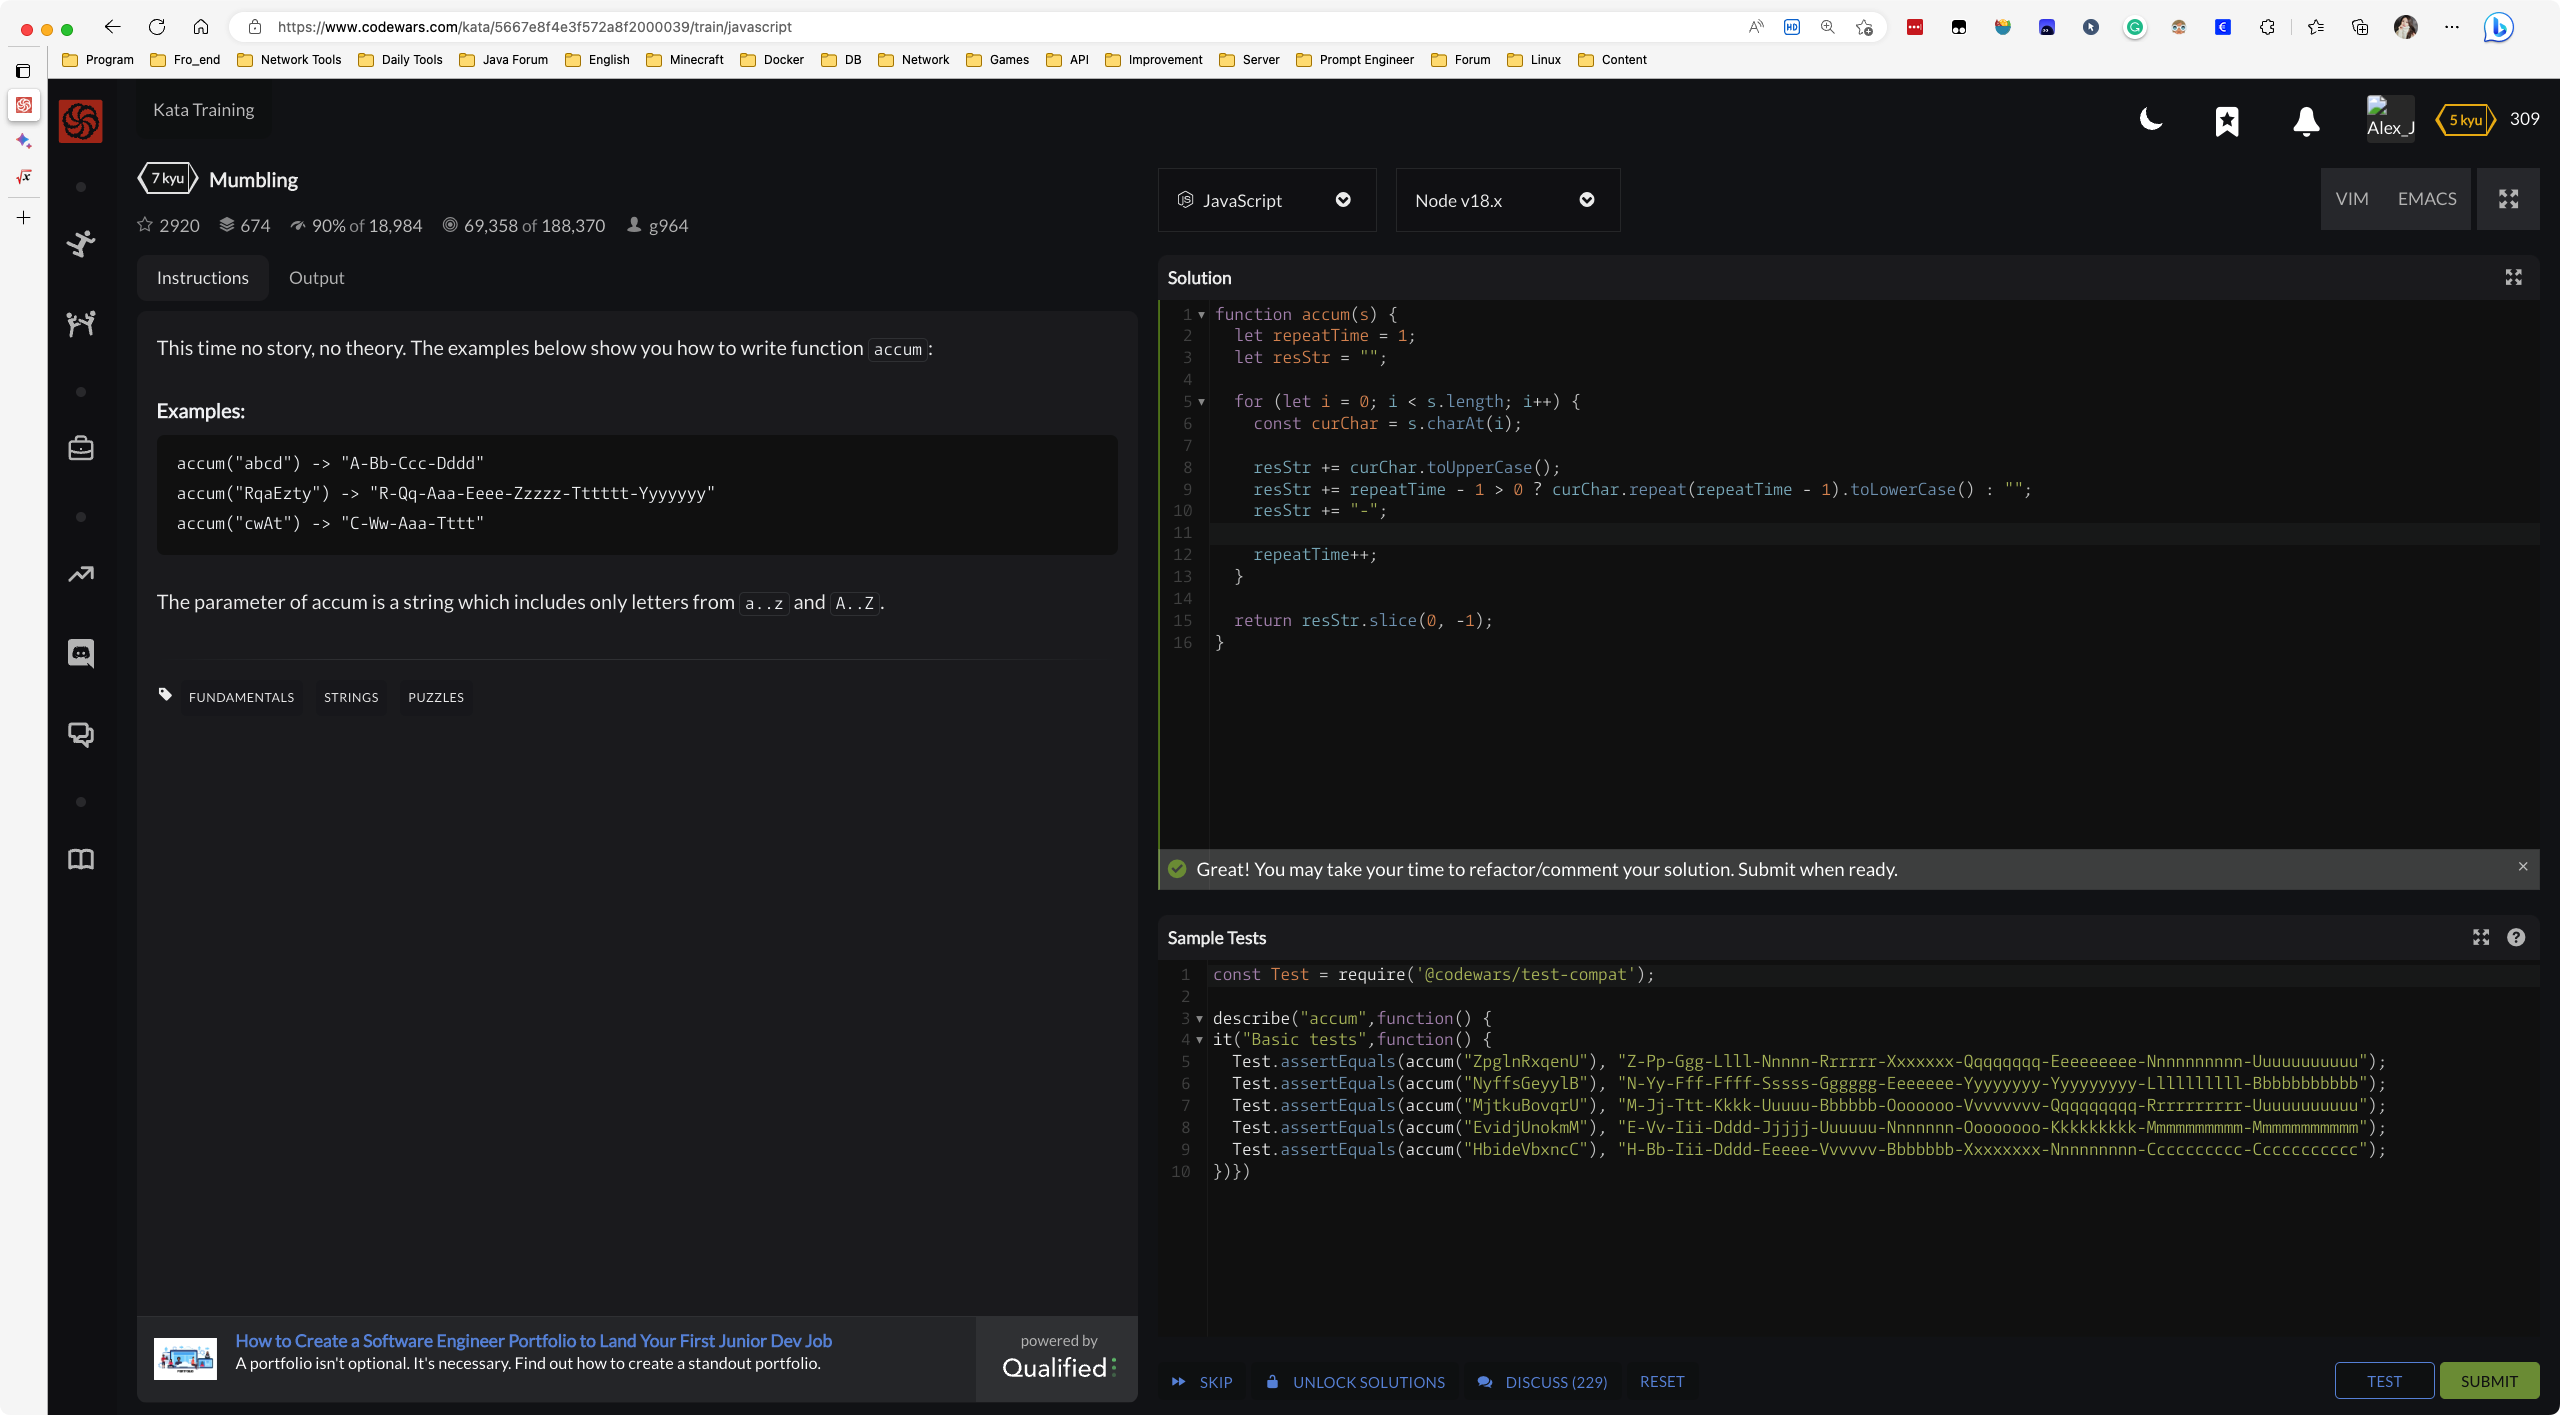 https://www.codewars.com/kata/5667e8f4e3f572a8f2000039/train/javascript
Program Fro_end Network Tools Daily Tools Java Forum English Minecraft Docker DB Network Games API Improvement Server Prompt Engineer Forum Linux Content
Kata Training
Alex_J
5 kyu 309
7 kyu Mumbling
2920 674 90% of 18,984 69,358 of 188,370 g964
Instructions Output
This time no story, no theory. The examples below show you how to write function accum:
Examples:
accum("abcd") -> "A-Bb-Ccc-Dddd"
accum("RqaEzty") -> "R-Qq-Aaa-Eeee-Zzzzz-Tttttt-Yyyyyyy"
accum("cwAt") -> "C-Ww-Aaa-Tttt"
The parameter of accum is a string which includes only letters from a..z and A..Z.
FUNDAMENTALS STRINGS PUZZLES
How to Create a Software Engineer Portfolio to Land Your First Junior Dev Job
A portfolio isn't optional. It's necessary. Find out how to create a standout portfolio.
powered by
Qualified
JavaScript Node v18.x VIM EMACS
Solution
1 function accum(s) {
2 let repeatTime = 1;
3 let resStr = "";
4
5 for (let i = 0; i < s.length; i++) {
6 const curChar = s.charAt(i);
7
8 resStr += curChar.toUpperCase();
9 resStr += repeatTime - 1 > 0 ? curChar.repeat(repeatTime - 1).toLowerCase() : "";
10 resStr += "-";
11
12 repeatTime++;
13 }
14
15 return resStr.slice(0, -1);
16 }
Great! You may take your time to refactor/comment your solution. Submit when ready.
Sample Tests
1 const Test = require('@codewars/test-compat');
2
3 describe("accum",function() {
4 it("Basic tests",function() {
5 Test.assertEquals(accum("ZpglnRxqenU"), "Z-Pp-Ggg-Llll-Nnnnn-Rrrrrr-Xxxxxxx-Qqqqqqqq-Eeeeeeeee-Nnnnnnnnnn-Uuuuuuuuuuu");
6 Test.assertEquals(accum("NyffsGeyylB"), "N-Yy-Fff-Ffff-Sssss-Gggggg-Eeeeeee-Yyyyyyyy-Yyyyyyyyy-Llllllllll-Bbbbbbbbbbb");
7 Test.assertEquals(accum("MjtkuBovqrU"), "M-Jj-Ttt-Kkkk-Uuuuu-Bbbbbb-Ooooooo-Vvvvvvvv-Qqqqqqqqq-Rrrrrrrrrr-Uuuuuuuuuuu");
8 Test.assertEquals(accum("EvidjUnokmM"), "E-Vv-Iii-Dddd-Jjjjj-Uuuuuu-Nnnnnnn-Oooooooo-Kkkkkkkkk-Mmmmmmmmmm-Mmmmmmmmmmm");
9 Test.assertEquals(accum("HbideVbxncC"), "H-Bb-Iii-Dddd-Eeeee-Vvvvvv-Bbbbbbb-Xxxxxxxx-Nnnnnnnnn-Cccccccccc-Ccccccccccc");
10 })})
SKIP UNLOCK SOLUTIONS DISCUSS (229) RESET TEST SUBMIT